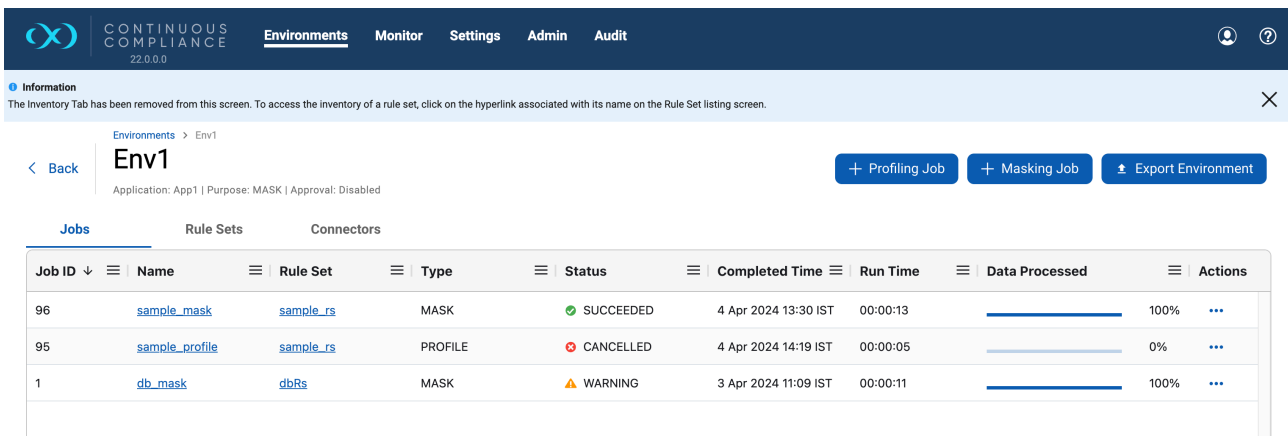 CONTINUOUS
COMPLIANCE
22.0.0.0
Environments Monitor Settings Admin Audit
Information
The Inventory Tab has been removed from this screen. To access the inventory of a rule set, click on the hyperlink associated with its name on the Rule Set listing screen.
Environments > Env1
Back
Env1
Application: App1 | Purpose: MASK | Approval: Disabled
+ Profiling Job
+ Masking Job
Export Environment
Jobs Rule Sets Connectors
Job ID Name Rule Set Type Status Completed Time Run Time Data Processed Actions
96 sample_mask sample_rs MASK SUCCEEDED 4 Apr 2024 13:30 IST 00:00:13 100% •••
95 sample_profile sample_rs PROFILE CANCELLED 4 Apr 2024 14:19 IST 00:00:05 0% •••
1 db_mask dbRs MASK WARNING 3 Apr 2024 11:09 IST 00:00:11 100% •••